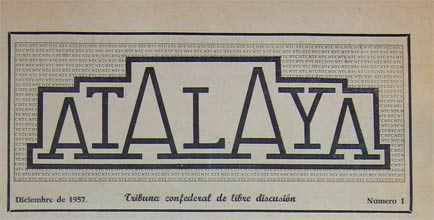 ATALAYA
Diciembre de 1957. Tribuna confederal de libre discusión Número 1